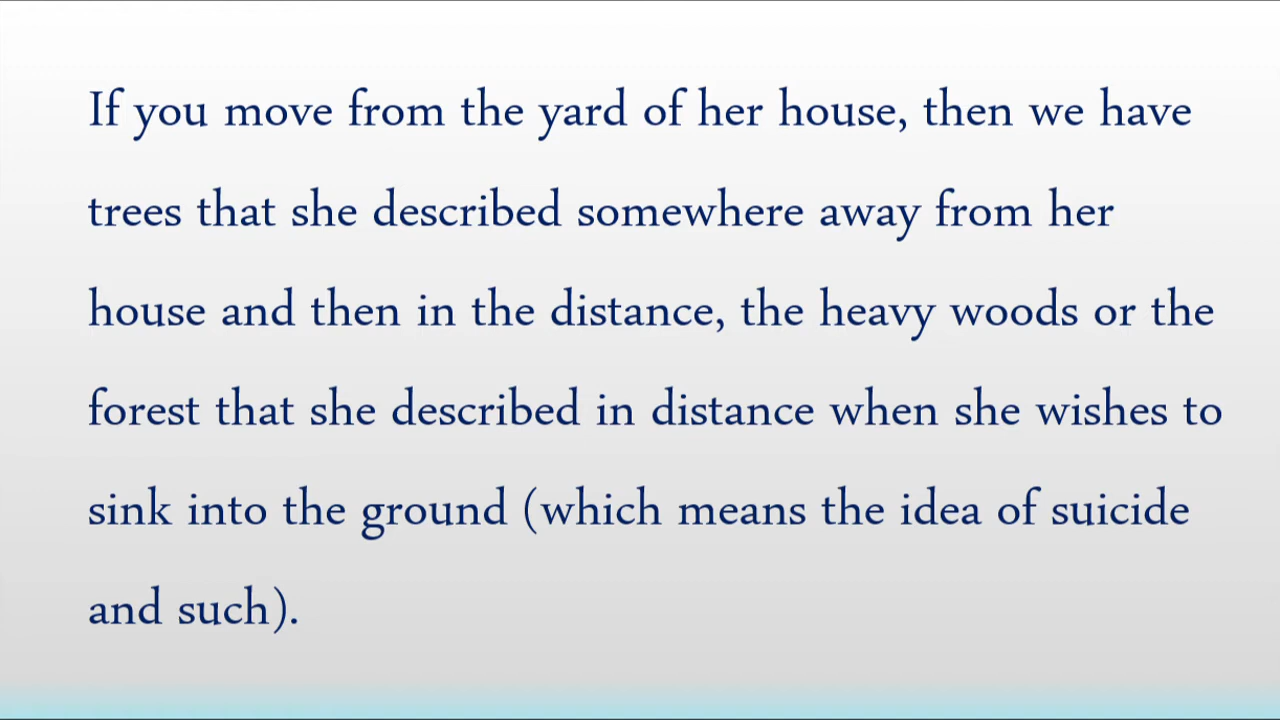 If you move from the yard of her house, then we have
trees that she described somewhere away from her
house and then in the distance, the heavy woods or the
forest that she described in distance when she wishes to
sink into the ground (which means the idea of suicide
and such).